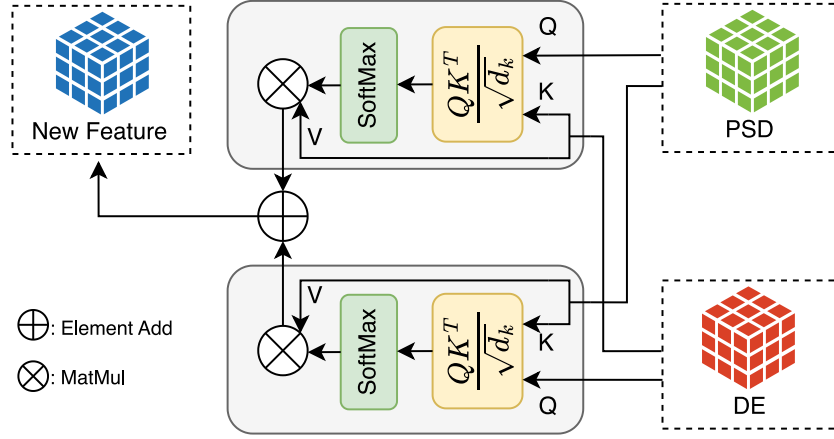 New Feature
V
SoftMax
QK^T
√d_k
Q
K
PSD
V
SoftMax
QK^T
√d_k
K
Q
DE
: Element Add
: MatMul